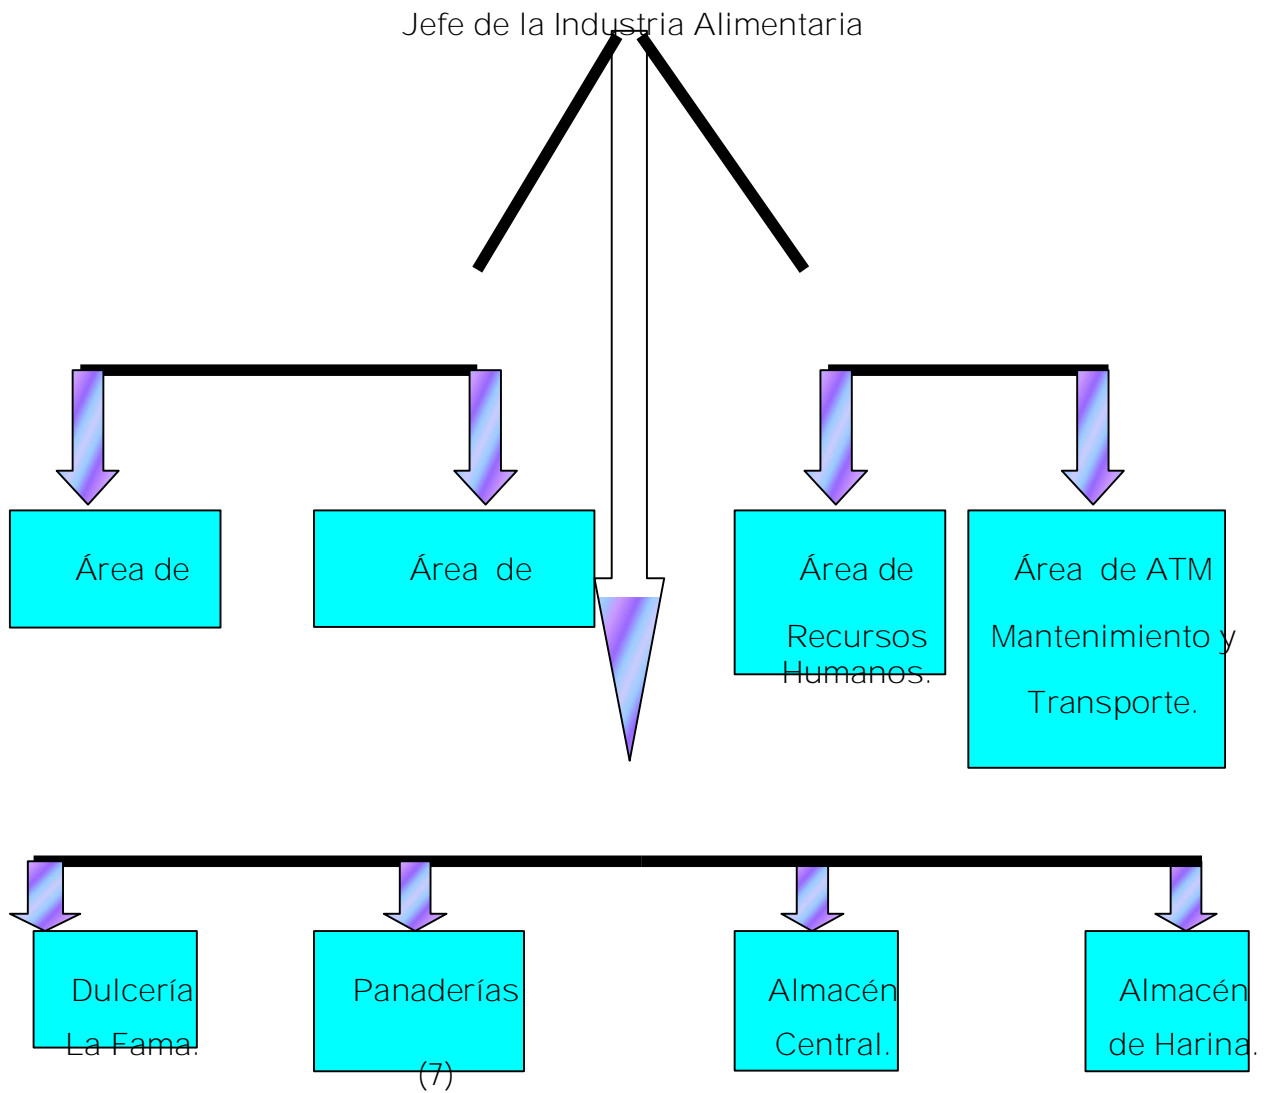 Jefe de la Industria Alimentaria
Área de
Área  de
Área de
Recursos
Humanos.
Área  de ATM
Mantenimiento y
Transporte.
Dulcería
La Fama.
Panaderías
(7)
Almacén
Central.
Almacén
de Harina.